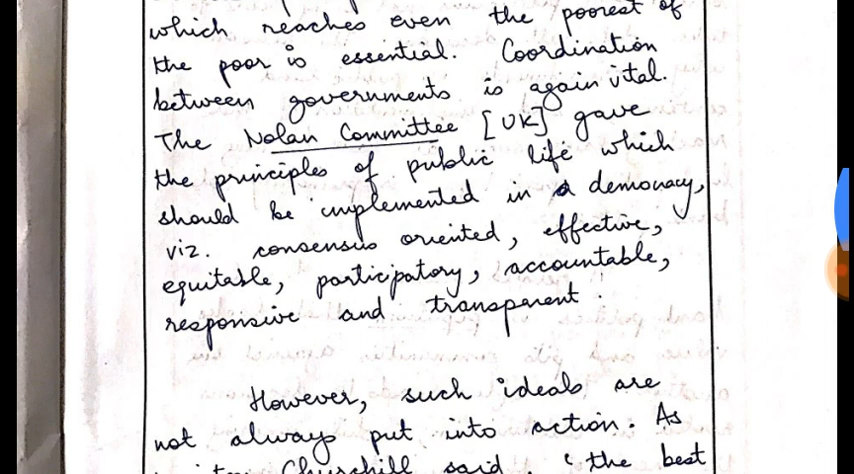 which reaches even the poorest of
the poor is essential. Coordination
between governments is again vital.
The Nolan Committee [UK] gave
the principles of public life which
should be implemented in a democracy,
viz. consensus oriented, effective,
equitable, participatory, accountable,
responsive and transparent.
However, such ideals are
not always put into action. As
Churchill said, 'the best